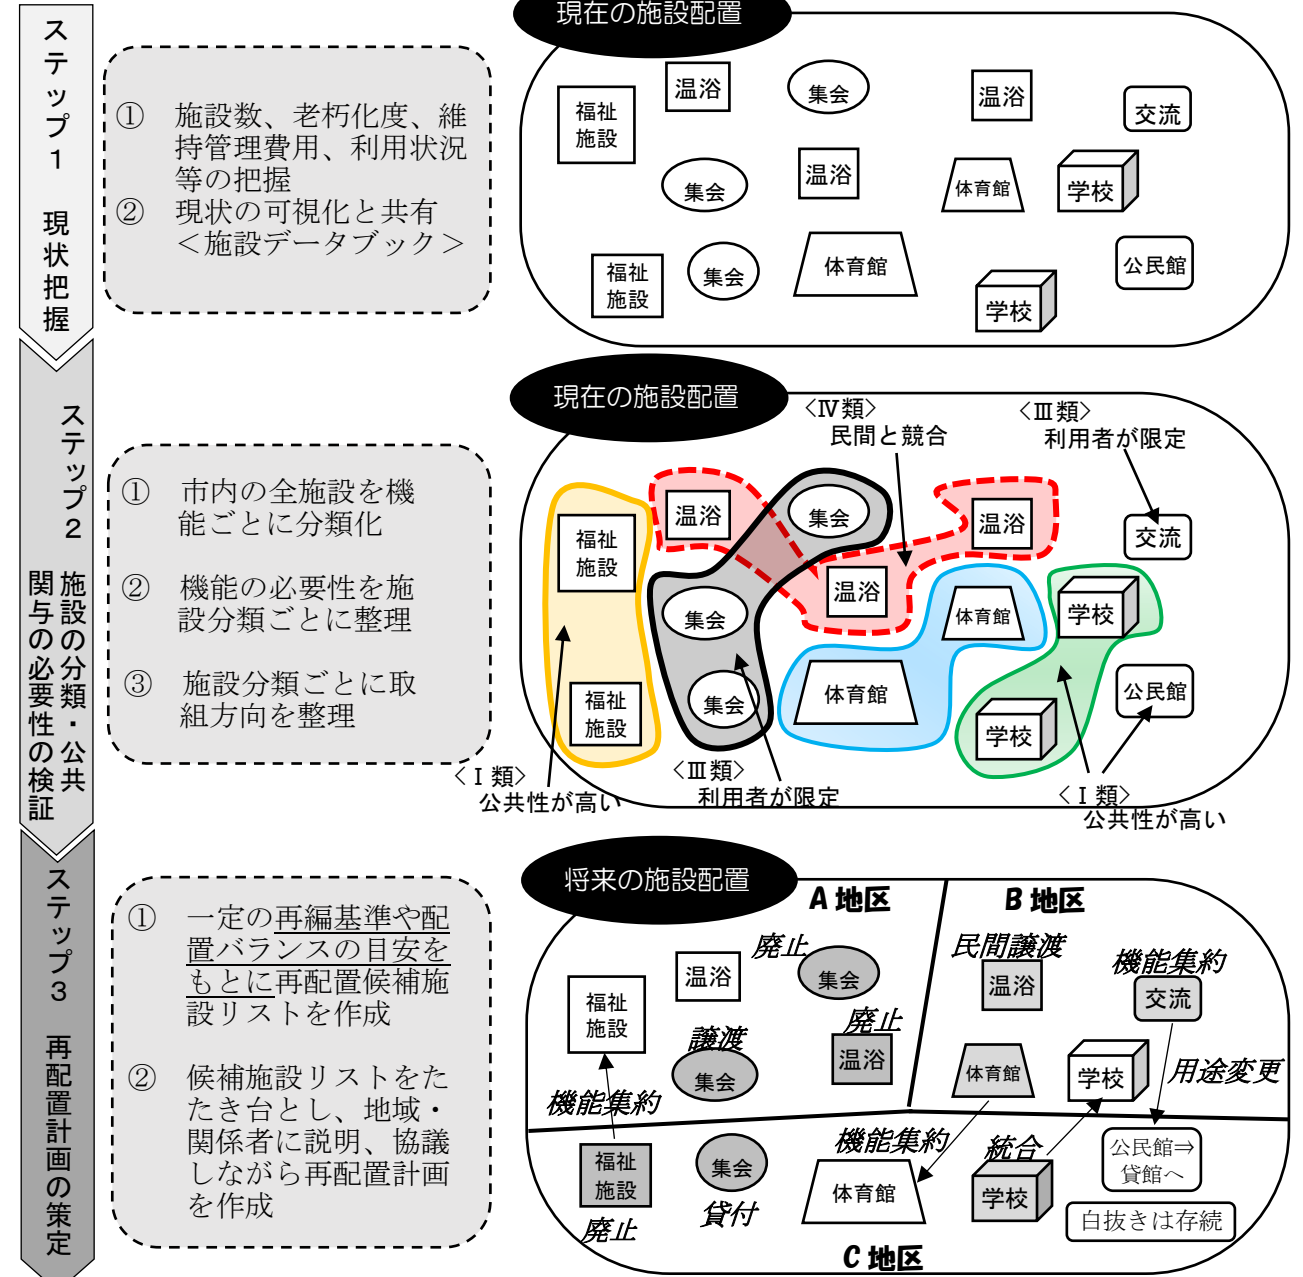 ステップ１　現状把握
①　施設数、老朽化度、維
持管理費用、利用状況
等の把握
②　現状の可視化と共有
＜施設データブック＞
現在の施設配置
福祉
施設
温浴
集会
温浴
交流
集会
温浴
体育館
学校
福祉
施設
集会
体育館
学校
公民館
ステップ２　施設の分類・公共
関与の必要性の検証
①　市内の全施設を機
能ごとに分類化
②　機能の必要性を施
設分類ごとに整理
③　施設分類ごとに取
組方向を整理
現在の施設配置
〈Ⅳ類〉
民間と競合
〈Ⅲ類〉
利用者が限定
福祉
施設
温浴
集会
温浴
交流
集会
温浴
体育館
学校
福祉
施設
集会
体育館
学校
公民館
〈Ⅰ類〉
公共性が高い
〈Ⅲ類〉
利用者が限定
〈Ⅰ類〉
公共性が高い
ステップ３　再配置計画の策定
①　一定の再編基準や配
置バランスの目安を
もとに再配置候補施
設リストを作成
②　候補施設リストをた
たき台とし、地域・
関係者に説明、協議
しながら再配置計画
を作成
将来の施設配置
A 地区
B 地区
福祉
施設
温浴
廃止
集会
民間譲渡
温浴
機能集約
交流
譲渡
集会
廃止
温浴
体育館
学校
用途変更
機能集約
福祉
施設
廃止
集会
貸付
機能集約
体育館
統合
学校
公民館⇒
貸館へ
白抜きは存続
C 地区